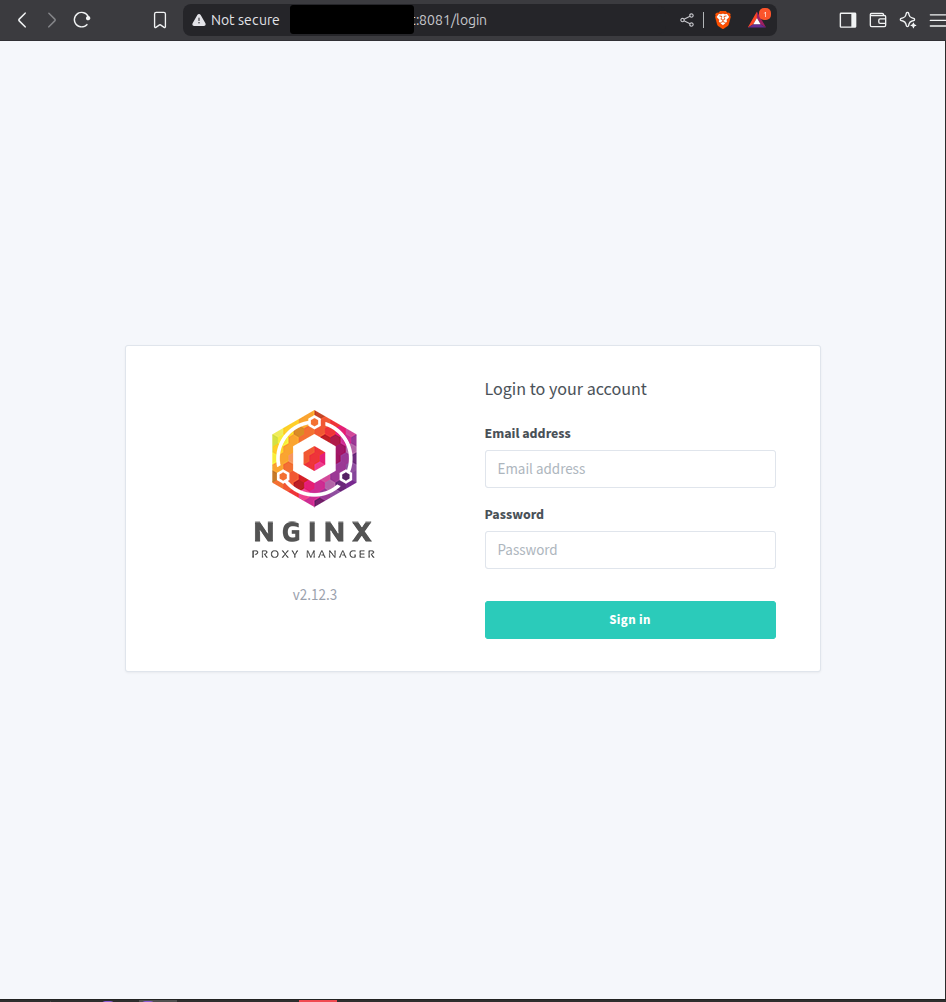 Not secure :8081/login
1
Login to your account
Email address
Email address
Password
Password
Sign in
NGINX
PROXY MANAGER
v2.12.3